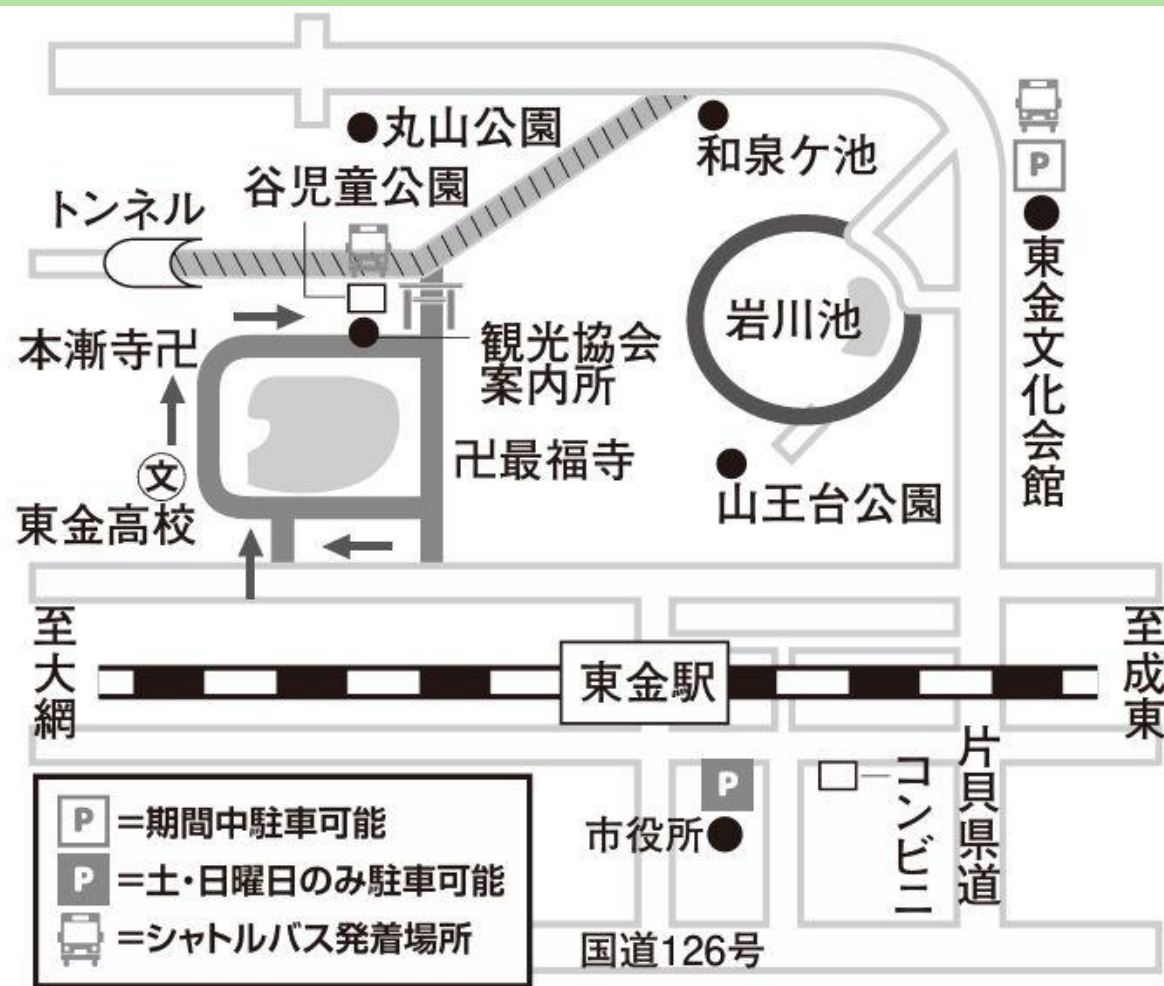 丸山公園
和泉ケ池
P
谷児童公園
トンネル
東金文化会館
岩川池
本漸寺卍
観光協会
案内所
卍最福寺
文
東金高校
山王台公園
至大網
東金駅
至成東
片貝県道
コンビニ
P
市役所
P=期間中駐車可能
P=土・日曜日のみ駐車可能
=シャトルバス発着場所
国道126号